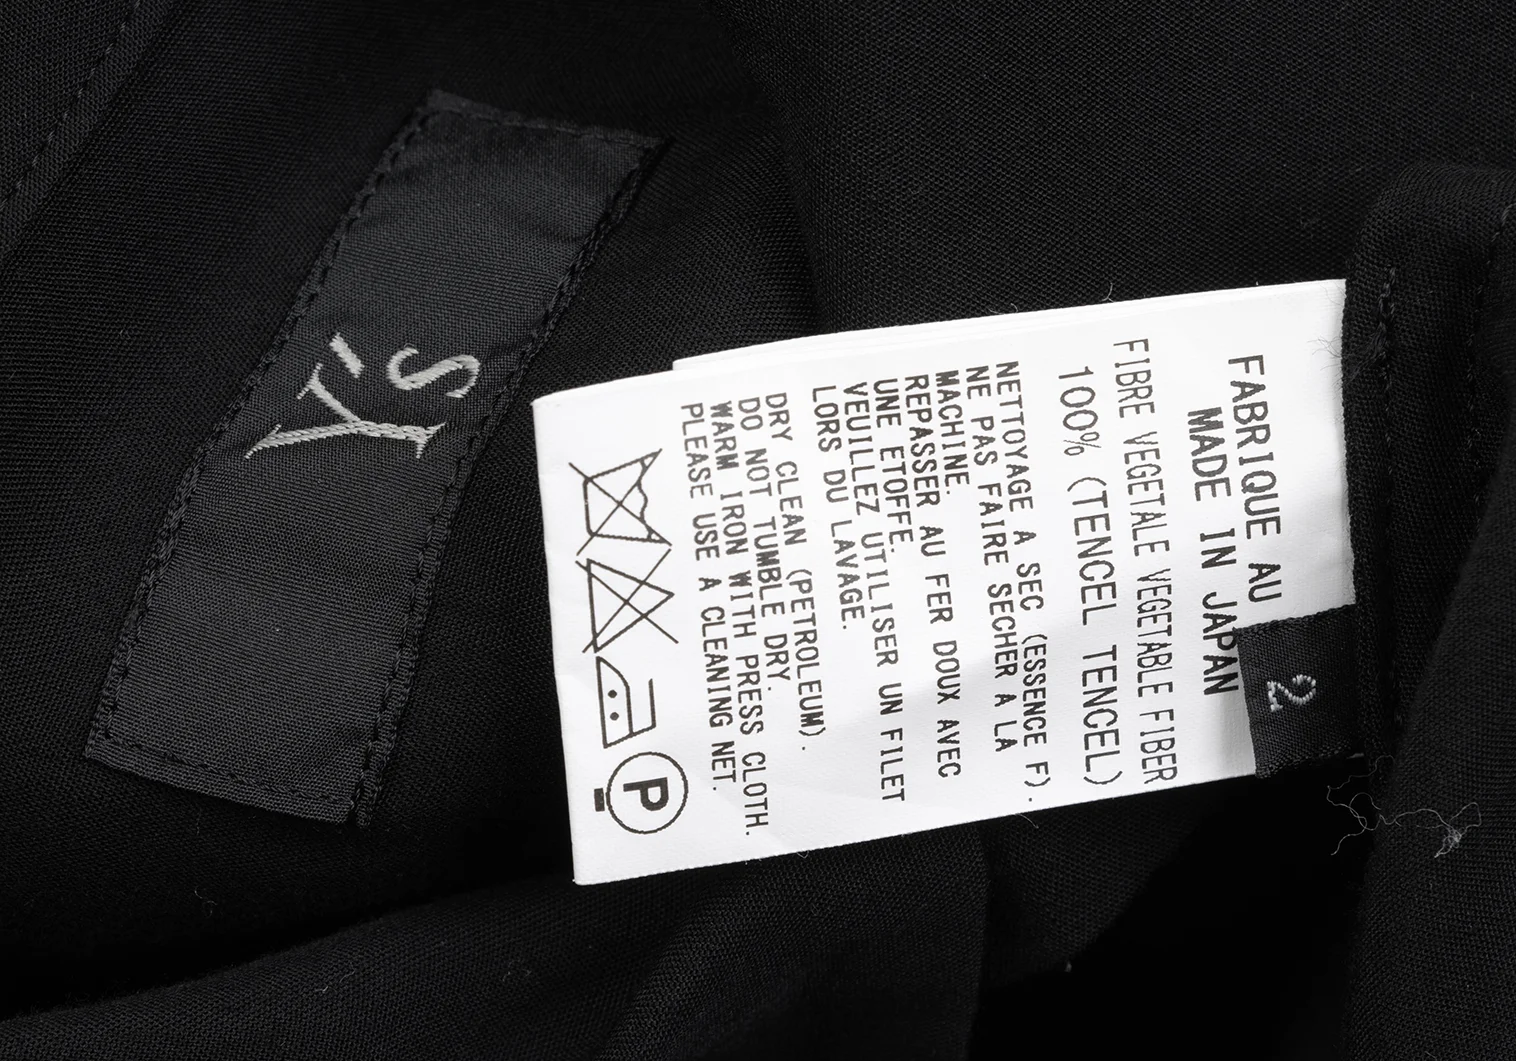 Y's
FABRIQUE AU
MADE IN JAPAN
2
FIBRE VEGETALE VEGETABLE FIBER
100% (TENCEL TENCEL)
NETTOYAGE A SEC (ESSENCE F).
NE PAS FAIRE SECHER A LA
MACHINE.
REPASSER AU FER DOUX AVEC
UNE ETOFFE.
VEUILLEZ UTILISER UN FILET
LORS DU LAVAGE.
DRY CLEAN (PETROLEUM).
DO NOT TUMBLE DRY.
WARM IRON WITH PRESS CLOTH.
PLEASE USE A CLEANING NET.
P